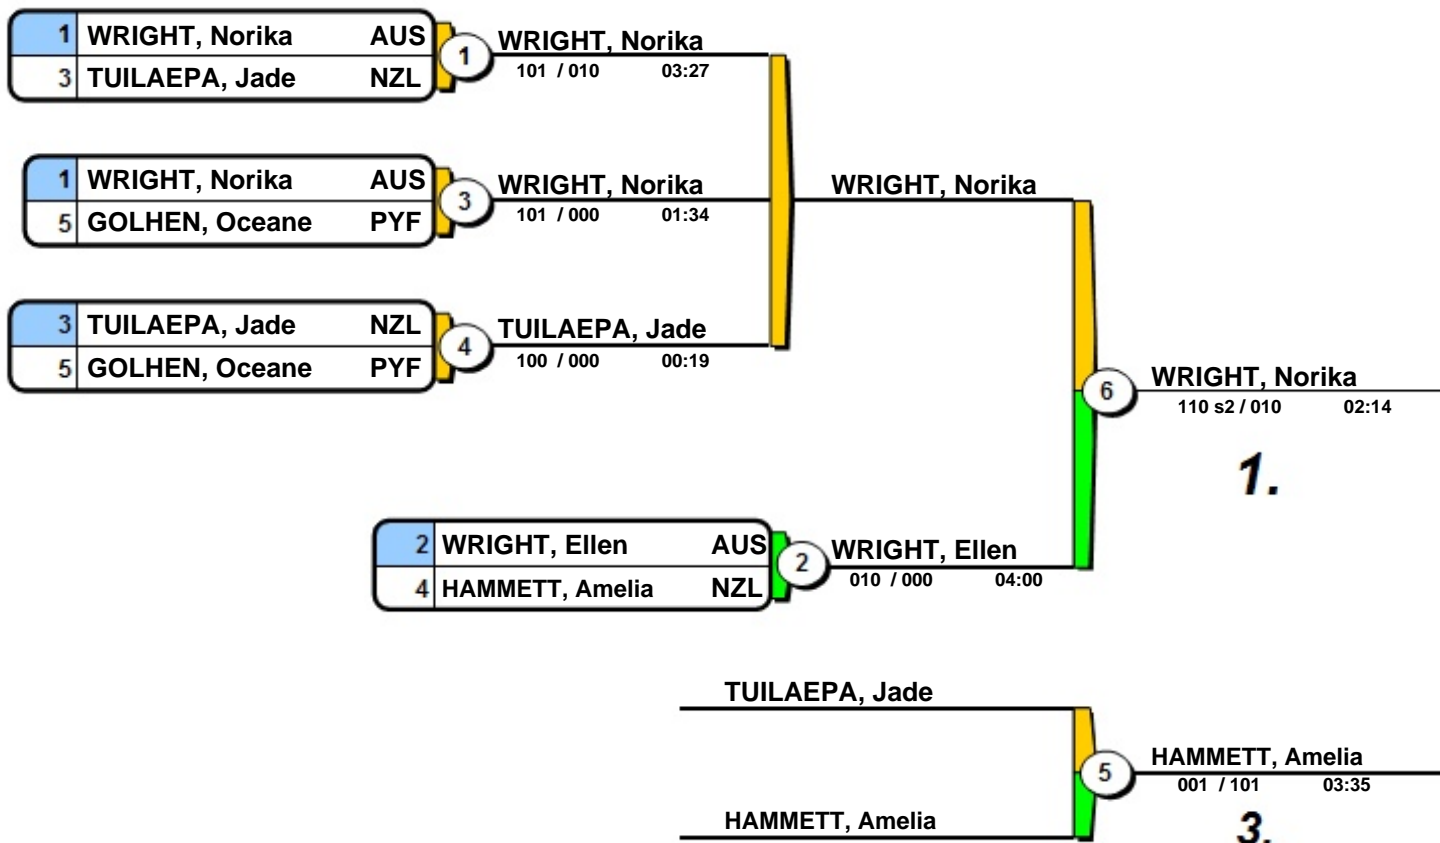 1 WRIGHT, Norika AUS
3 TUILAEPA, Jade NZL
1
WRIGHT, Norika
101 / 010 03:27
1 WRIGHT, Norika AUS
5 GOLHEN, Oceane PYF
3
WRIGHT, Norika
101 / 000 01:34
WRIGHT, Norika
3 TUILAEPA, Jade NZL
5 GOLHEN, Oceane PYF
4
TUILAEPA, Jade
100 / 000 00:19
6
WRIGHT, Norika
110 s2 / 010 02:14
1.
2 WRIGHT, Ellen AUS
4 HAMMETT, Amelia NZL
2
WRIGHT, Ellen
010 / 000 04:00
TUILAEPA, Jade
HAMMETT, Amelia
5
HAMMETT, Amelia
001 / 101 03:35
3.